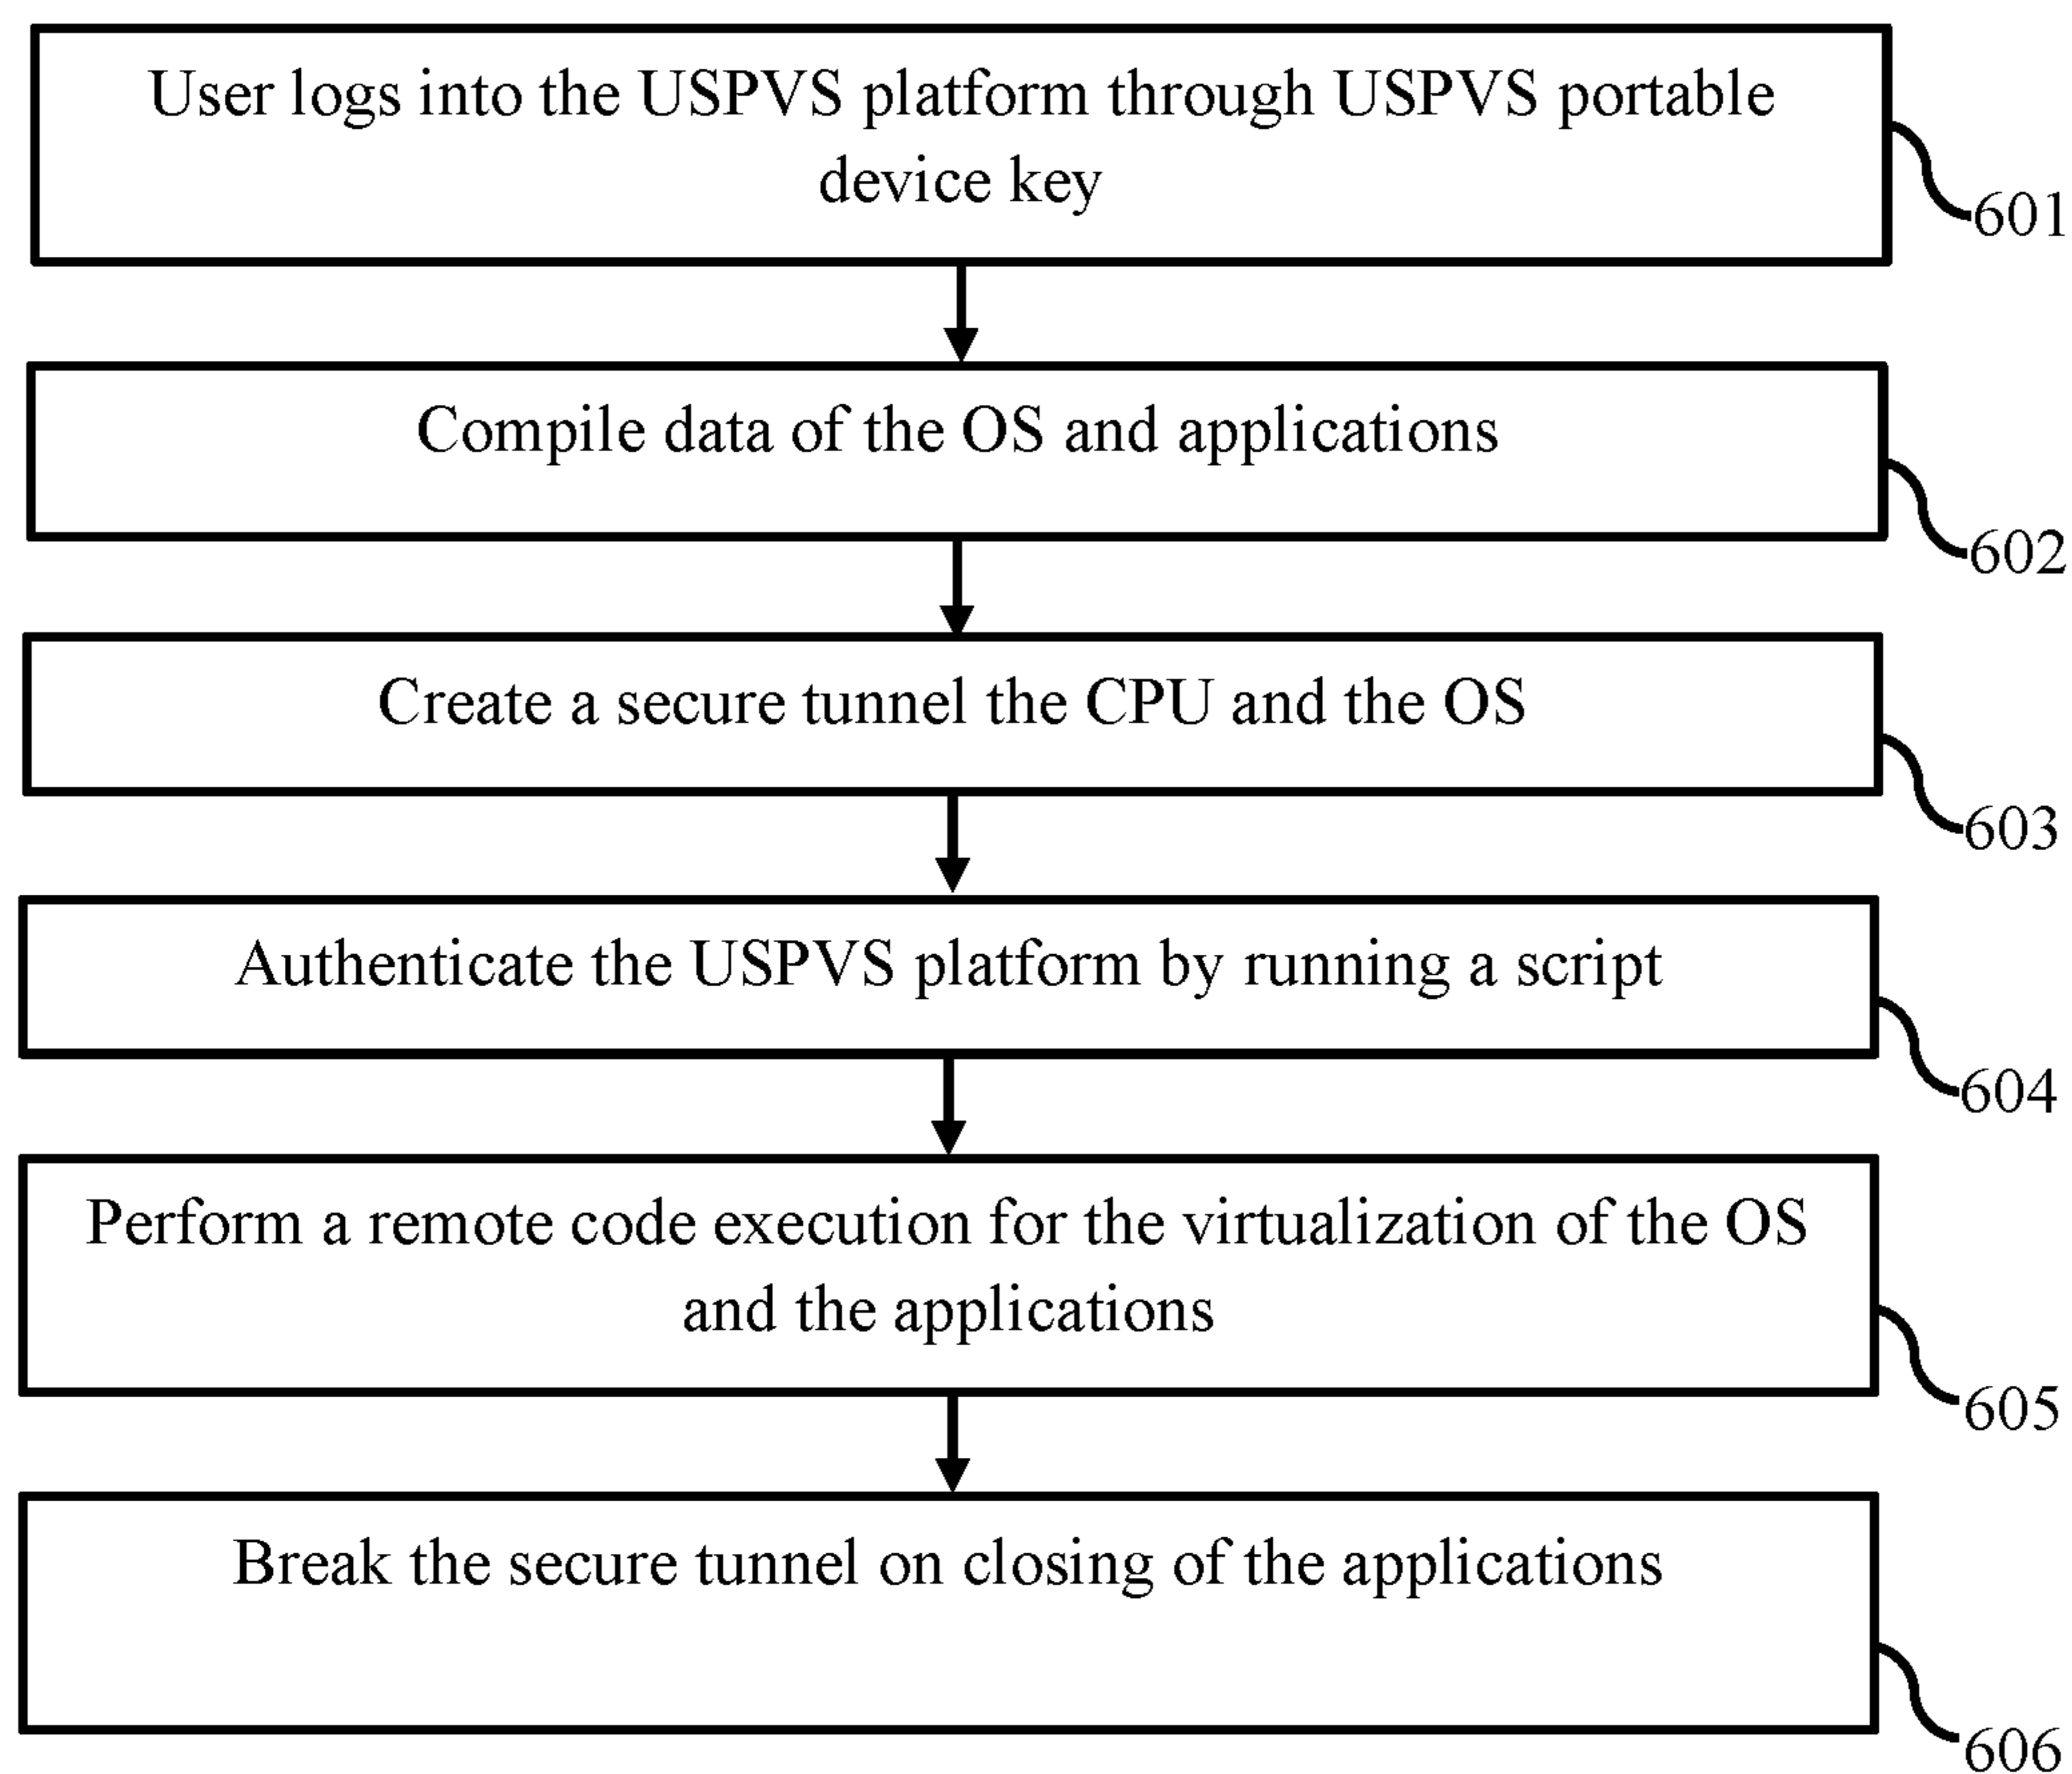 User logs into the USPVS platform through USPVS portable
device key
601
Compile data of the OS and applications
602
Create a secure tunnel the CPU and the OS
603
Authenticate the USPVS platform by running a script
604
Perform a remote code execution for the virtualization of the OS
and the applications
605
Break the secure tunnel on closing of the applications
606